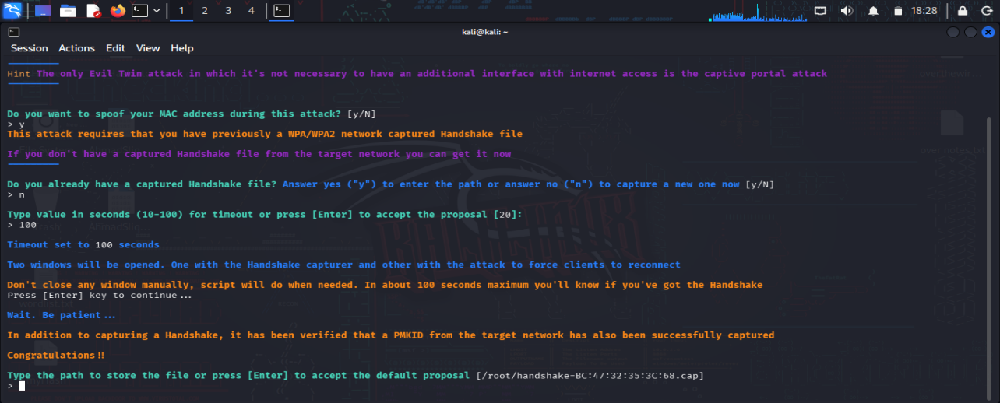 1 2 3 4
18:28
kali@kali: ~
Session Actions Edit View Help
Hint The only Evil Twin attack in which it's not necessary to have an additional interface with internet access is the captive portal attack
Do you want to spoof your MAC address during this attack? [y/N]
> y
This attack requires that you have previously a WPA/WPA2 network captured Handshake file
If you don't have a captured Handshake file from the target network you can get it now
Do you already have a captured Handshake file? Answer yes ("y") to enter the path or answer no ("n") to capture a new one now [y/N]
> n
Type value in seconds (10-100) for timeout or press [Enter] to accept the proposal [20]:
> 100
Timeout set to 100 seconds
Two windows will be opened. One with the Handshake capturer and other with the attack to force clients to reconnect
Don't close any window manually, script will do when needed. In about 100 seconds maximum you'll know if you've got the Handshake
Press [Enter] key to continue...
Wait. Be patient...
In addition to capturing a Handshake, it has been verified that a PMKID from the target network has also been successfully captured
Congratulations!!
Type the path to store the file or press [Enter] to accept the default proposal [/root/handshake-BC:47:32:35:3C:68.cap]
>